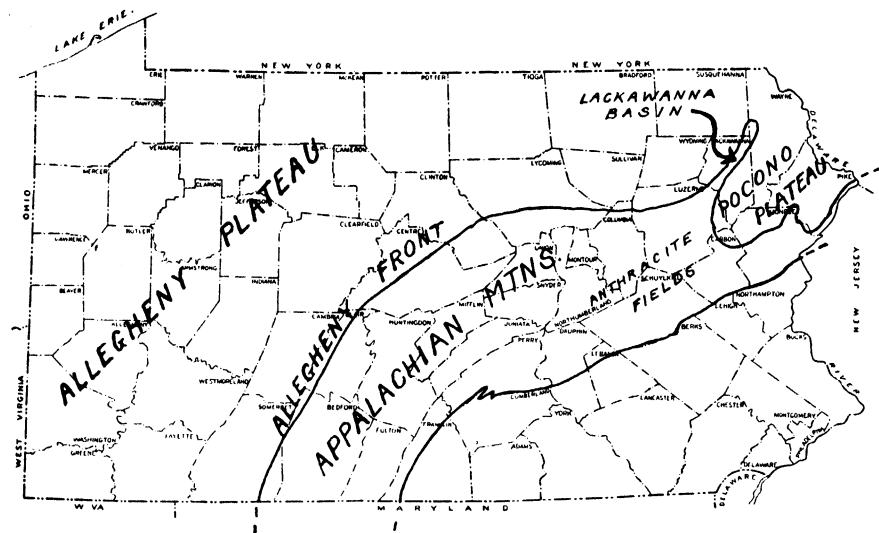 LAKE ERIE.
NEW YORK
NEW YORK
ERIE
WARREN
McKEAN
POTTER
TIOGA
BRADFORD
SUSQUEHANNA
LACKAWANNA
BASIN
CRAWFORD
WAYNE
DELAWARE
VENANGO
FOREST
CAMERON
WYOMING
LACKAWANNA
MERCER
CLINTON
LYCOMING
SULLIVAN
PIKE
CLARION
JEFFERSON
LUZERNE
POCONO
PLATEAU
MONROE
OHIO
LAWRENCE
BUTLER
CLEARFIELD
CENTRE
COLUMBIA
CARBON
ALLEGHENY PLATEAU
ARMSTRONG
UNION
MONTOUR
ALLEGHENY FRONT
INDIANA
SNYDER
SCHUYLKILL
ANTHRACITE
FIELDS
BEAVER
NORTHAMPTON
NEW JERSEY
MIFFLIN
NORTHUMBERLAND
LEHIGH
CAMBRIA
HUNTINGDON
JUNIATA
DAUPHIN
BERKS
APPALACHIAN MTNS.
PERRY
BUCKS
LEBANON
WESTMORELAND
RIVER
SOMERSET
BEDFORD
CUMBERLAND
LANCASTER
CHESTER
MONTGOMERY
WEST VIRGINIA
WASHINGTON
FAYETTE
FULTON
FRANKLIN
YORK
GREENE
ADAMS
DELAWARE
W VA
MARYLAND
DELAWARE